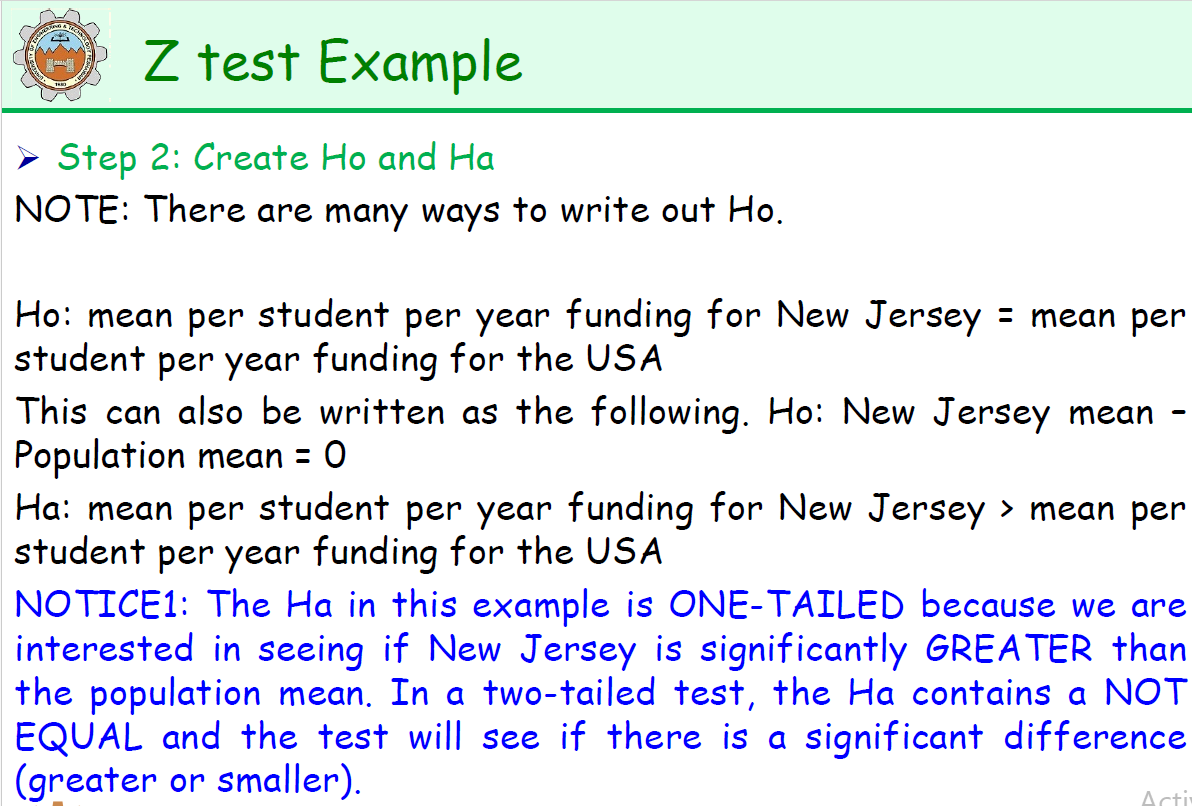 Z test Example
➢ Step 2: Create Ho and Ha
NOTE: There are many ways to write out Ho.
Ho: mean per student per year funding for New Jersey = mean per
student per year funding for the USA
This can also be written as the following. Ho: New Jersey mean –
Population mean = 0
Ha: mean per student per year funding for New Jersey > mean per
student per year funding for the USA
NOTICE1: The Ha in this example is ONE-TAILED because we are
interested in seeing if New Jersey is significantly GREATER than
the population mean. In a two-tailed test, the Ha contains a NOT
EQUAL and the test will see if there is a significant difference
(greater or smaller).